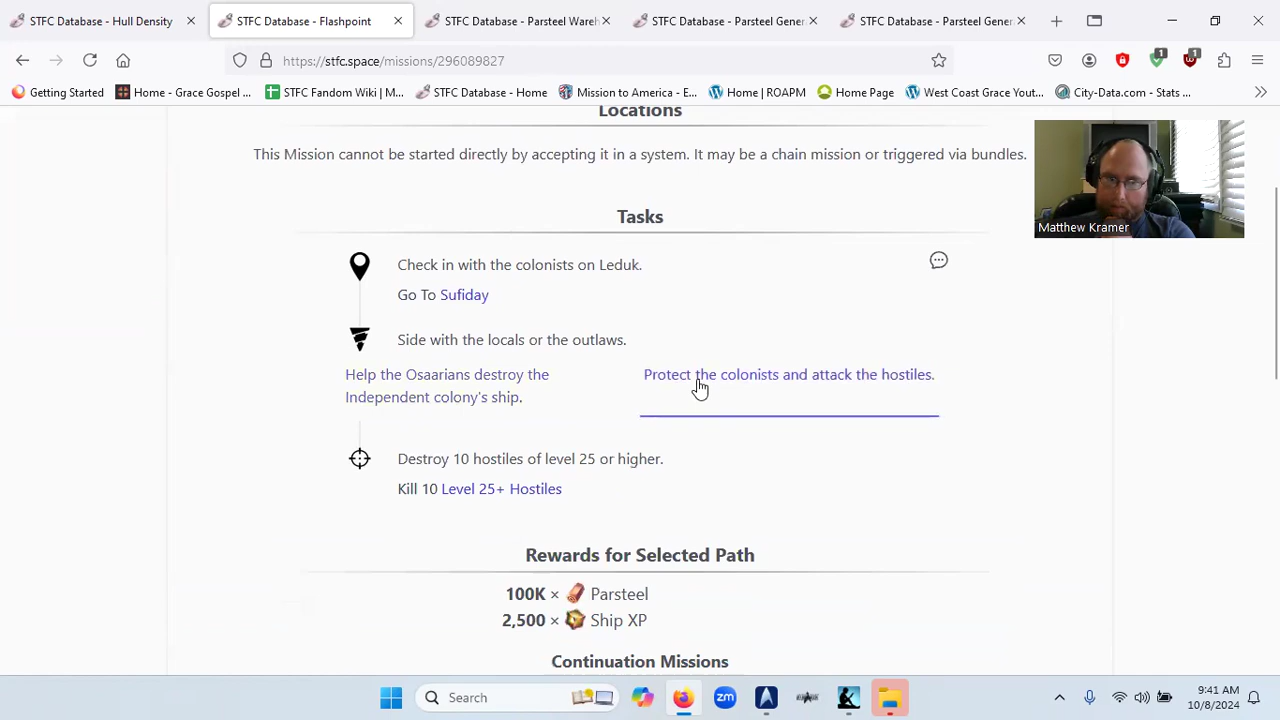 STFC Database - Hull Density
STFC Database - Flashpoint
STFC Database - Parsteel Wareh
STFC Database - Parsteel Gener
STFC Database - Parsteel Gener
https://stfc.space/missions/29
089827
1
1
Getting Started
Home - Grace Gospel ...
STFC Fandom Wiki | M...
STFC Database - Home
Mission to America - E...
Home | ROAPM
Home Page
West Coast Grace Yout...
City-Data.com - Stats ...
Locations
This Mission cannot be started directly by accepting it in a system. It may be a chain mission or triggered via bundles.
Matthew Kramer
Tasks
Check in with the colonists on Leduk.
Go To Sufiday
Side with the locals or the outlaws.
Help the Osaarians destroy the
Independent colony's ship.
Protect the colonists and attack the hostiles.
Destroy 10 hostiles of level 25 or higher.
Kill 10 Level 25+ Hostiles
Rewards for Selected Path
100K × Parsteel
2,500 × Ship XP
Continuation Missions
Search
zm
9:41 AM
10/8/2024